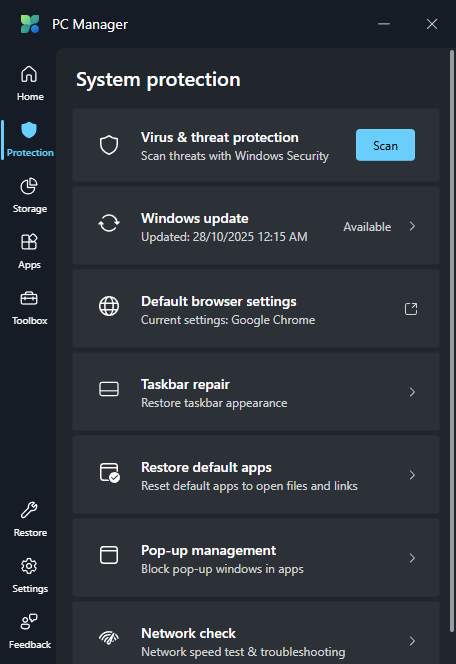 PC Manager
Home
Protection
Storage
Apps
Toolbox
Restore
Settings
Feedback
System protection
Virus & threat protection
Scan threats with Windows Security
Scan
Windows update
Updated: 28/10/2025 12:15 AM
Available
Default browser settings
Current settings: Google Chrome
Taskbar repair
Restore taskbar appearance
Restore default apps
Reset default apps to open files and links
Pop-up management
Block pop-up windows in apps
Network check
Network speed test & troubleshooting